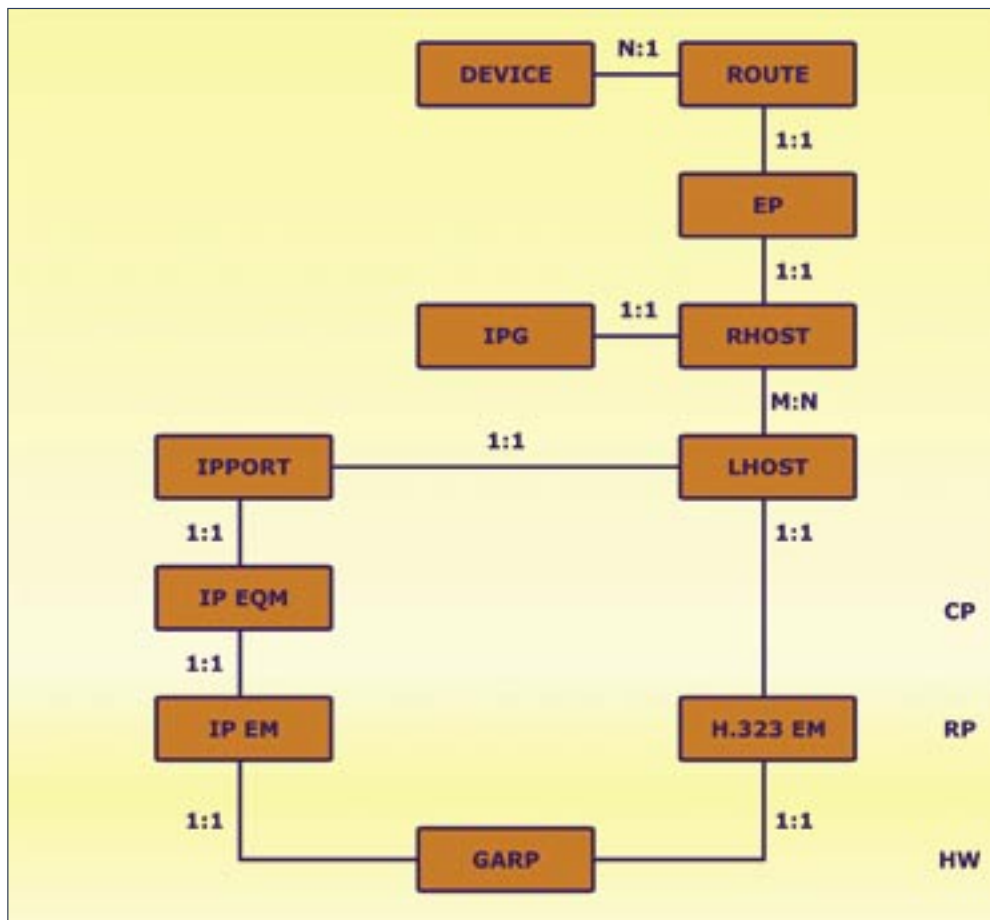 N:1
DEVICE
ROUTE
1:1
EP
1:1
1:1
IPG
RHOST
M:N
1:1
IPPORT
LHOST
1:1
1:1
IP EQM
CP
1:1
IP EM
H.323 EM
RP
1:1
1:1
GARP
HW